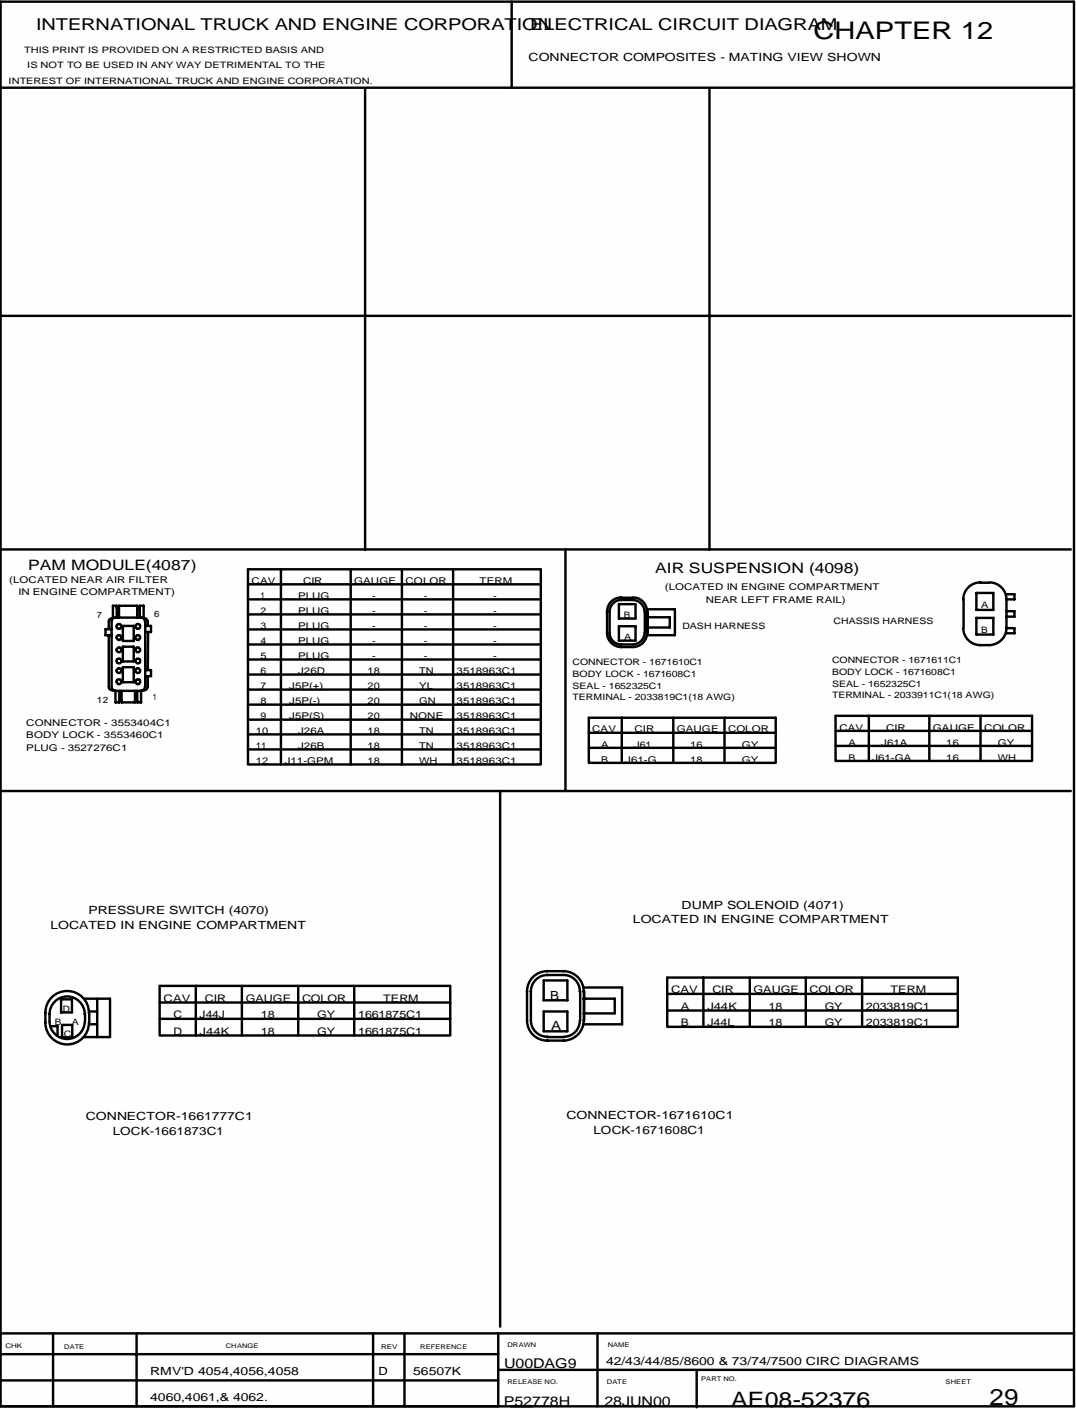 INTERNATIONAL TRUCK AND ENGINE CORPORATION
THIS PRINT IS PROVIDED ON A RESTRICTED BASIS AND
IS NOT TO BE USED IN ANY WAY DETRIMENTAL TO THE
INTEREST OF INTERNATIONAL TRUCK AND ENGINE CORPORATION.
ELECTRICAL CIRCUIT DIAGRAM
CHAPTER 12
CONNECTOR COMPOSITES - MATING VIEW SHOWN
PAM MODULE(4087)
(LOCATED NEAR AIR FILTER
IN ENGINE COMPARTMENT)
7 6
12 1
CONNECTOR - 3553404C1
BODY LOCK - 3553460C1
PLUG - 3527276C1
CAV CIR GAUGE COLOR TERM
1 PLUG - - -
2 PLUG - - -
3 PLUG - - -
4 PLUG - - -
5 PLUG - - -
6 J26D 18 TN 3518963C1
7 J5P(+) 20 YL 3518963C1
8 J5P(-) 20 GN 3518963C1
9 J5P(S) 20 NONE 3518963C1
10 J26A 18 TN 3518963C1
11 J26B 18 TN 3518963C1
12 J11-GPM 18 WH 3518963C1
AIR SUSPENSION (4098)
(LOCATED IN ENGINE COMPARTMENT
NEAR LEFT FRAME RAIL)
B
A
DASH HARNESS
CONNECTOR - 1671610C1
BODY LOCK - 1671608C1
SEAL - 1652325C1
TERMINAL - 2033819C1(18 AWG)
CAV CIR GAUGE COLOR
A J61 16 GY
B J61-G 18 GY
CHASSIS HARNESS
A
B
CONNECTOR - 1671611C1
BODY LOCK - 1671608C1
SEAL - 1652325C1
TERMINAL - 2033911C1(18 AWG)
CAV CIR GAUGE COLOR
A J61A 16 GY
B J61-GA 16 WH
PRESSURE SWITCH (4070)
LOCATED IN ENGINE COMPARTMENT
D
B A
C
CAV CIR GAUGE COLOR TERM
C J44J 18 GY 1661875C1
D J44K 18 GY 1661875C1
CONNECTOR-1661777C1
LOCK-1661873C1
DUMP SOLENOID (4071)
LOCATED IN ENGINE COMPARTMENT
B
A
CAV CIR GAUGE COLOR TERM
A J44K 18 GY 2033819C1
B J44L 18 GY 2033819C1
CONNECTOR-1671610C1
LOCK-1671608C1
CHK DATE CHANGE REV REFERENCE
RMV'D 4054,4056,4058 D 56507K
4060,4061,& 4062.
DRAWN
U00DAG9
NAME
42/43/44/85/8600 & 73/74/7500 CIRC DIAGRAMS
RELEASE NO.
P52778H
DATE
28JUN00
PART NO.
AE08-52376
SHEET
29